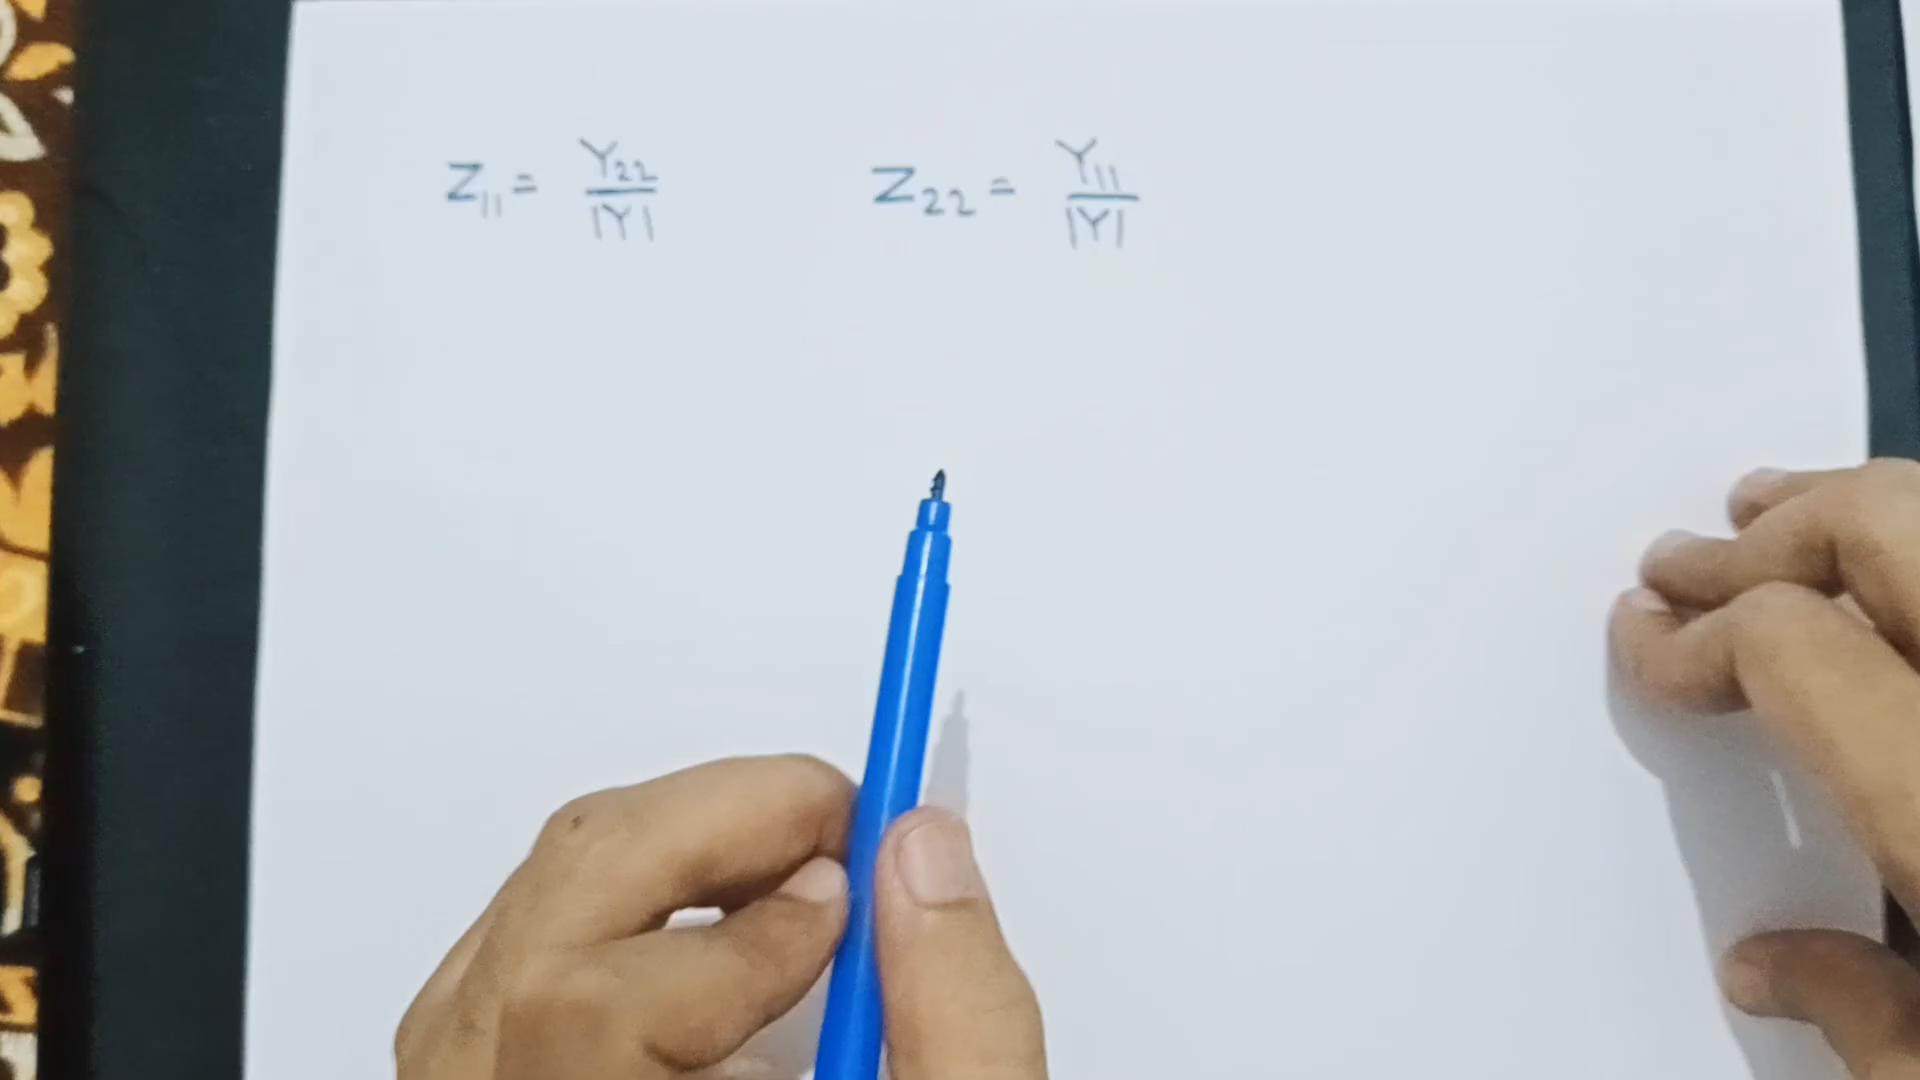 Z₁₁ = Y₂₂/|Y| Z₂₂ = Y₁₁/|Y|